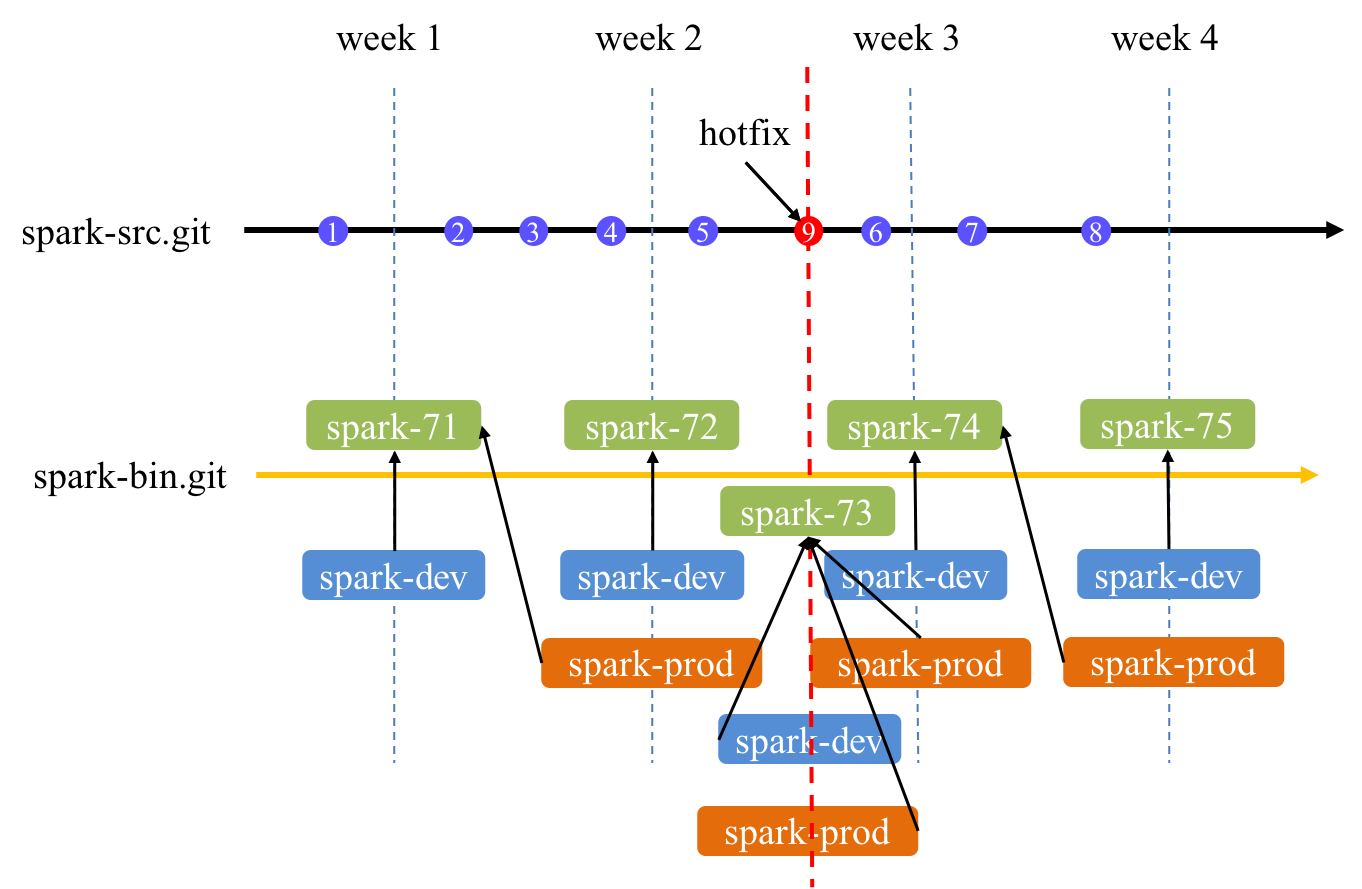 week 1
week 2
week 3
week 4
hotfix
spark-src.git
1
2
3
4
5
9
6
7
8
spark-71
spark-72
spark-74
spark-75
spark-bin.git
spark-73
spark-dev
spark-dev
spark-dev
spark-dev
spark-prod
spark-prod
spark-prod
spark-dev
spark-prod